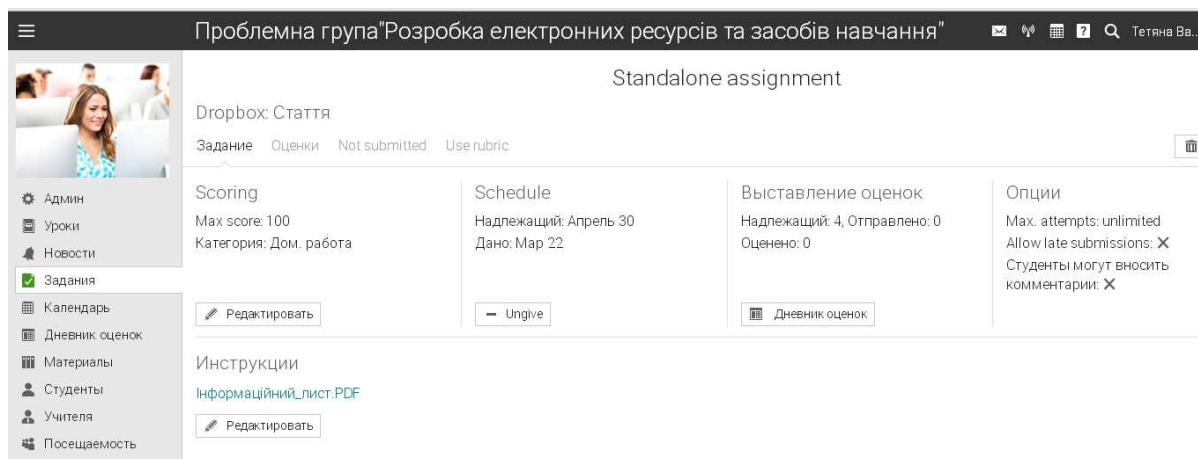 Проблемна група"Розробка електронних ресурсів та засобів навчання"
Тетяна Ва..
Standalone assignment
Dropbox: Стаття
Задание Оценки Not submitted Use rubric
Админ
Уроки
Новости
Задания
Календарь
Дневник оценок
Материалы
Студенты
Учителя
Посещаемость
Scoring
Max score: 100
Категория: Дом. работа
Редактировать
Schedule
Надлежащий: Апрель 30
Дано: Мар 22
Ungive
Выставление оценок
Надлежащий: 4, Отправлено: 0
Оценено: 0
Дневник оценок
Опции
Max. attempts: unlimited
Allow late submissions: X
Студенты могут вносить
комментарии: X
Инструкции
Інформаційний_лист.PDF
Редактировать